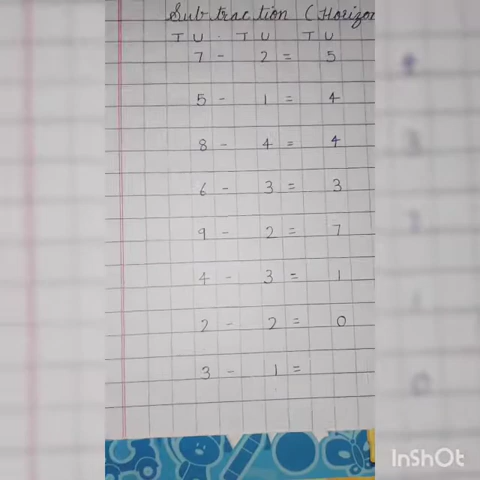 Subtraction (Horizon
T U . T U T U
7 - 2 = 5
5 - 1 = 4
8 - 4 = 4
6 - 3 = 3
9 - 2 = 7
4 - 3 = 1
2 - 2 = 0
3 - 1 =
InShOt